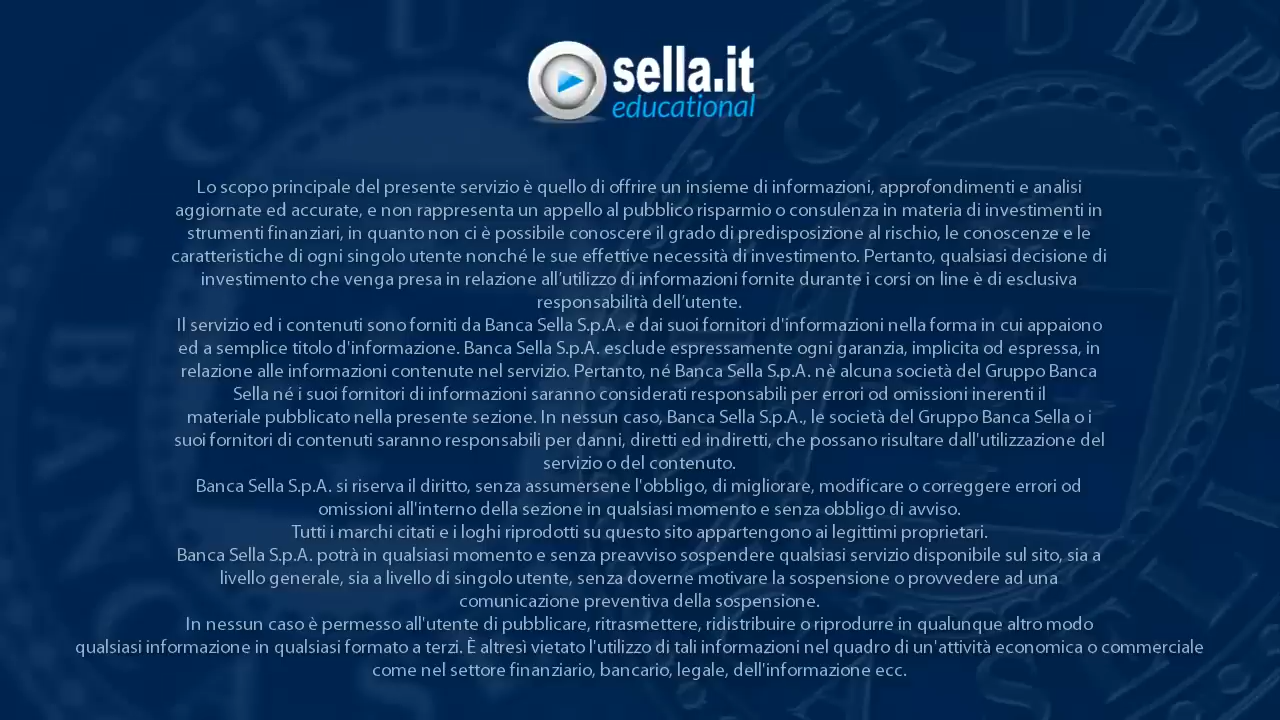 sella.it
educational
Lo scopo principale del presente servizio è quello di offrire un insieme di informazioni, approfondimenti e analisi
aggiornate ed accurate, e non rappresenta un appello al pubblico risparmio o consulenza in materia di investimenti in
strumenti finanziari, in quanto non ci è possibile conoscere il grado di predisposizione al rischio, le conoscenze e le
caratteristiche di ogni singolo utente nonché le sue effettive necessità di investimento. Pertanto, qualsiasi decisione di
investimento che venga presa in relazione all’utilizzo di informazioni fornite durante i corsi on line è di esclusiva
responsabilità dell’utente.
Il servizio ed i contenuti sono forniti da Banca Sella S.p.A. e dai suoi fornitori d'informazioni nella forma in cui appaiono
ed a semplice titolo d'informazione. Banca Sella S.p.A. esclude espressamente ogni garanzia, implicita od espressa, in
relazione alle informazioni contenute nel servizio. Pertanto, né Banca Sella S.p.A. nè alcuna società del Gruppo Banca
Sella né i suoi fornitori di informazioni saranno considerati responsabili per errori od omissioni inerenti il
materiale pubblicato nella presente sezione. In nessun caso, Banca Sella S.p.A., le società del Gruppo Banca Sella o i
suoi fornitori di contenuti saranno responsabili per danni, diretti ed indiretti, che possano risultare dall'utilizzazione del
servizio o del contenuto.
Banca Sella S.p.A. si riserva il diritto, senza assumersene l'obbligo, di migliorare, modificare o correggere errori od
omissioni all'interno della sezione in qualsiasi momento e senza obbligo di avviso.
Tutti i marchi citati e i loghi riprodotti su questo sito appartengono ai legittimi proprietari.
Banca Sella S.p.A. potrà in qualsiasi momento e senza preavviso sospendere qualsiasi servizio disponibile sul sito, sia a
livello generale, sia a livello di singolo utente, senza doverne motivare la sospensione o provvedere ad una
comunicazione preventiva della sospensione.
In nessun caso è permesso all'utente di pubblicare, ritrasmettere, ridistribuire o riprodurre in qualunque altro modo
qualsiasi informazione in qualsiasi formato a terzi. È altresì vietato l'utilizzo di tali informazioni nel quadro di un'attività economica o commerciale
come nel settore finanziario, bancario, legale, dell'informazione ecc.